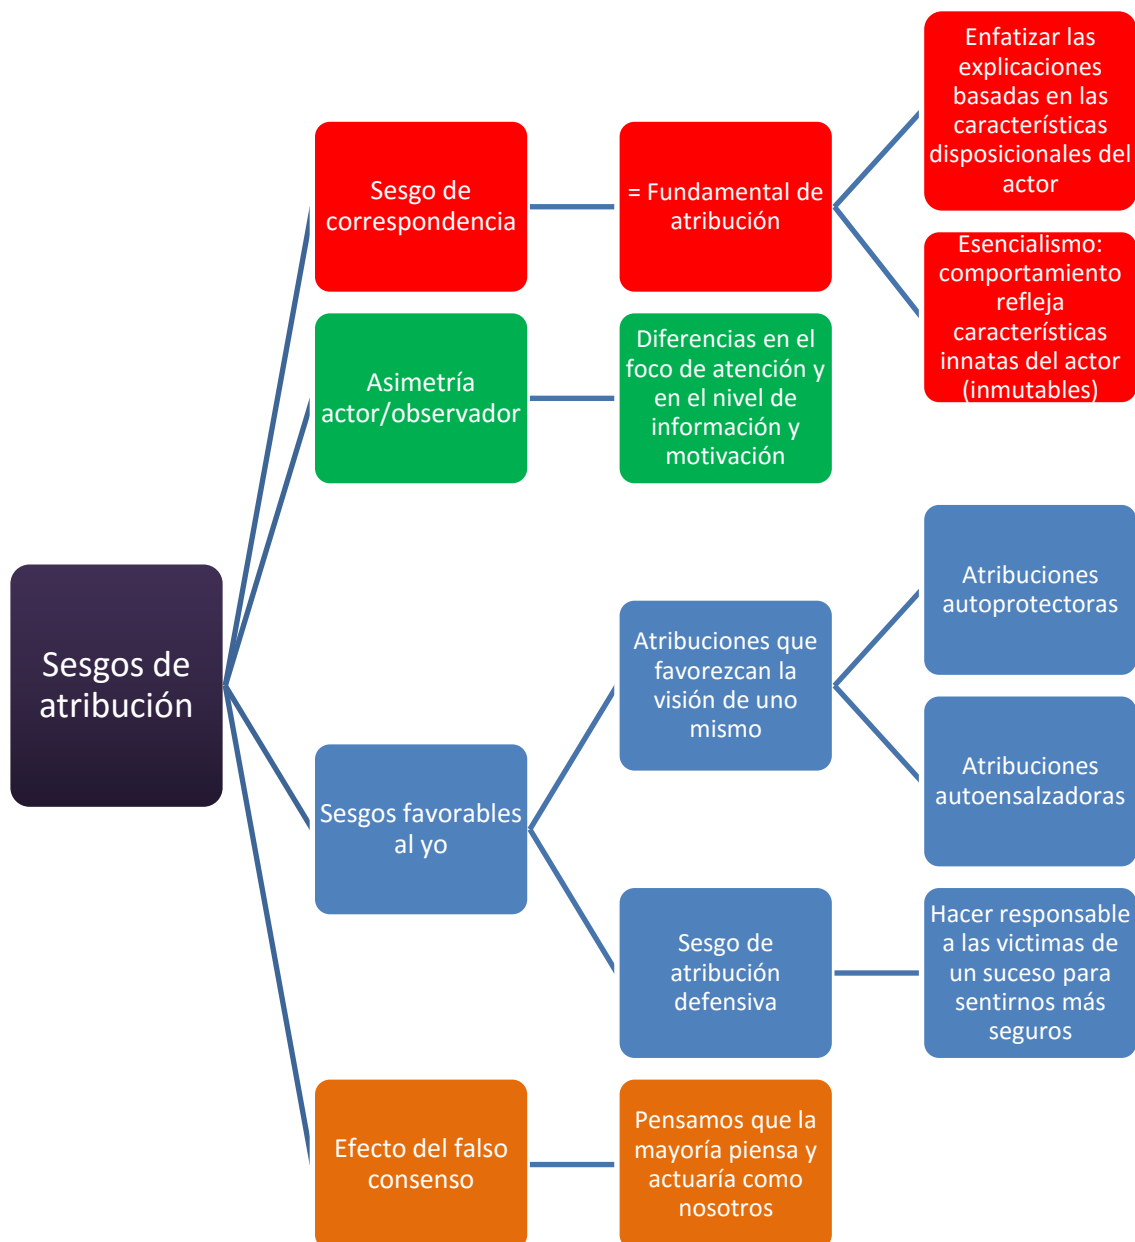 Sesgos de
atribución
Sesgo de
correspondencia
= Fundamental de
atribución
Enfatizar las
explicaciones
basadas en las
características
disposicionales del
actor
Esencialismo:
comportamiento
refleja
características
innatas del actor
(inmutables)
Asimetría
actor/observador
Diferencias en el
foco de atención y
en el nivel de
información y
motivación
Sesgos favorables
al yo
Atribuciones que
favorezcan la
visión de uno
mismo
Atribuciones
autoprotectoras
Atribuciones
autoensalzadoras
Sesgo de
atribución
defensiva
Hacer responsable
a las victimas de
un suceso para
sentirnos más
seguros
Efecto del falso
consenso
Pensamos que la
mayoría piensa y
actuaría como
nosotros